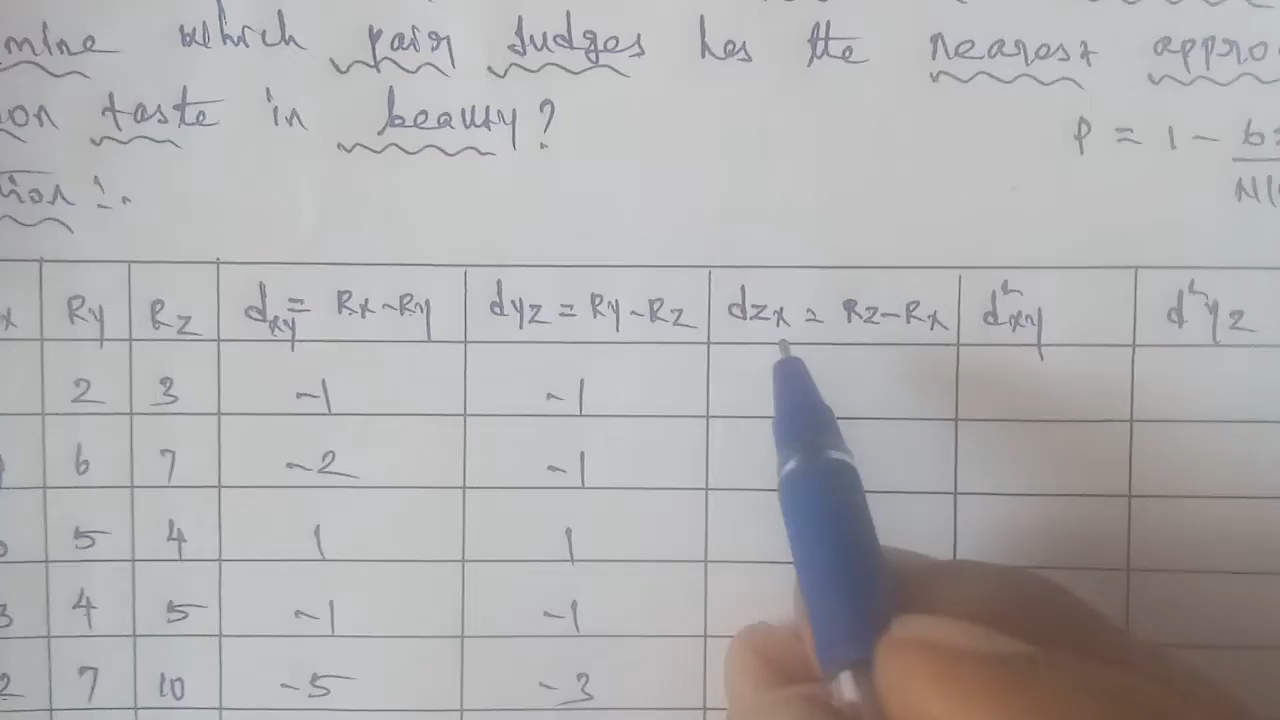 mine which pair Judges has the nearest appro
on taste in beauty?
P = 1 -
tion :-
x Ry Rz dxy = Rx-Ry dyz = Ry-Rz dzx = Rz-Rx d²xy d²yz
2 3 -1 -1
6 7 -2 -1
5 4 1 1
3 4 5 -1 -1
2 7 10 -5 -3